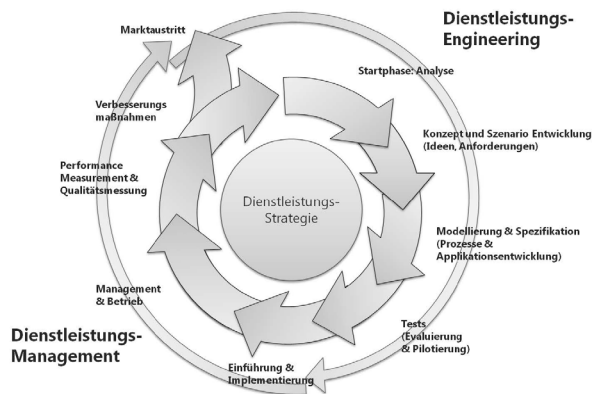 Dienstleistungs-
Engineering
Marktaustritt
Startphase: Analyse
Verbesserungs
maßnahmen
Konzept und Szenario Entwicklung
(Ideen, Anforderungen)
Performance
Measurement &
Qualitätsmessung
Dienstleistungs-
Strategie
Modellierung & Spezifikation
(Prozesse &
Applikationsentwicklung)
Management
& Betrieb
Tests
(Evaluierung
& Pilotierung)
Dienstleistungs-
Management
Einführung &
Implementierung